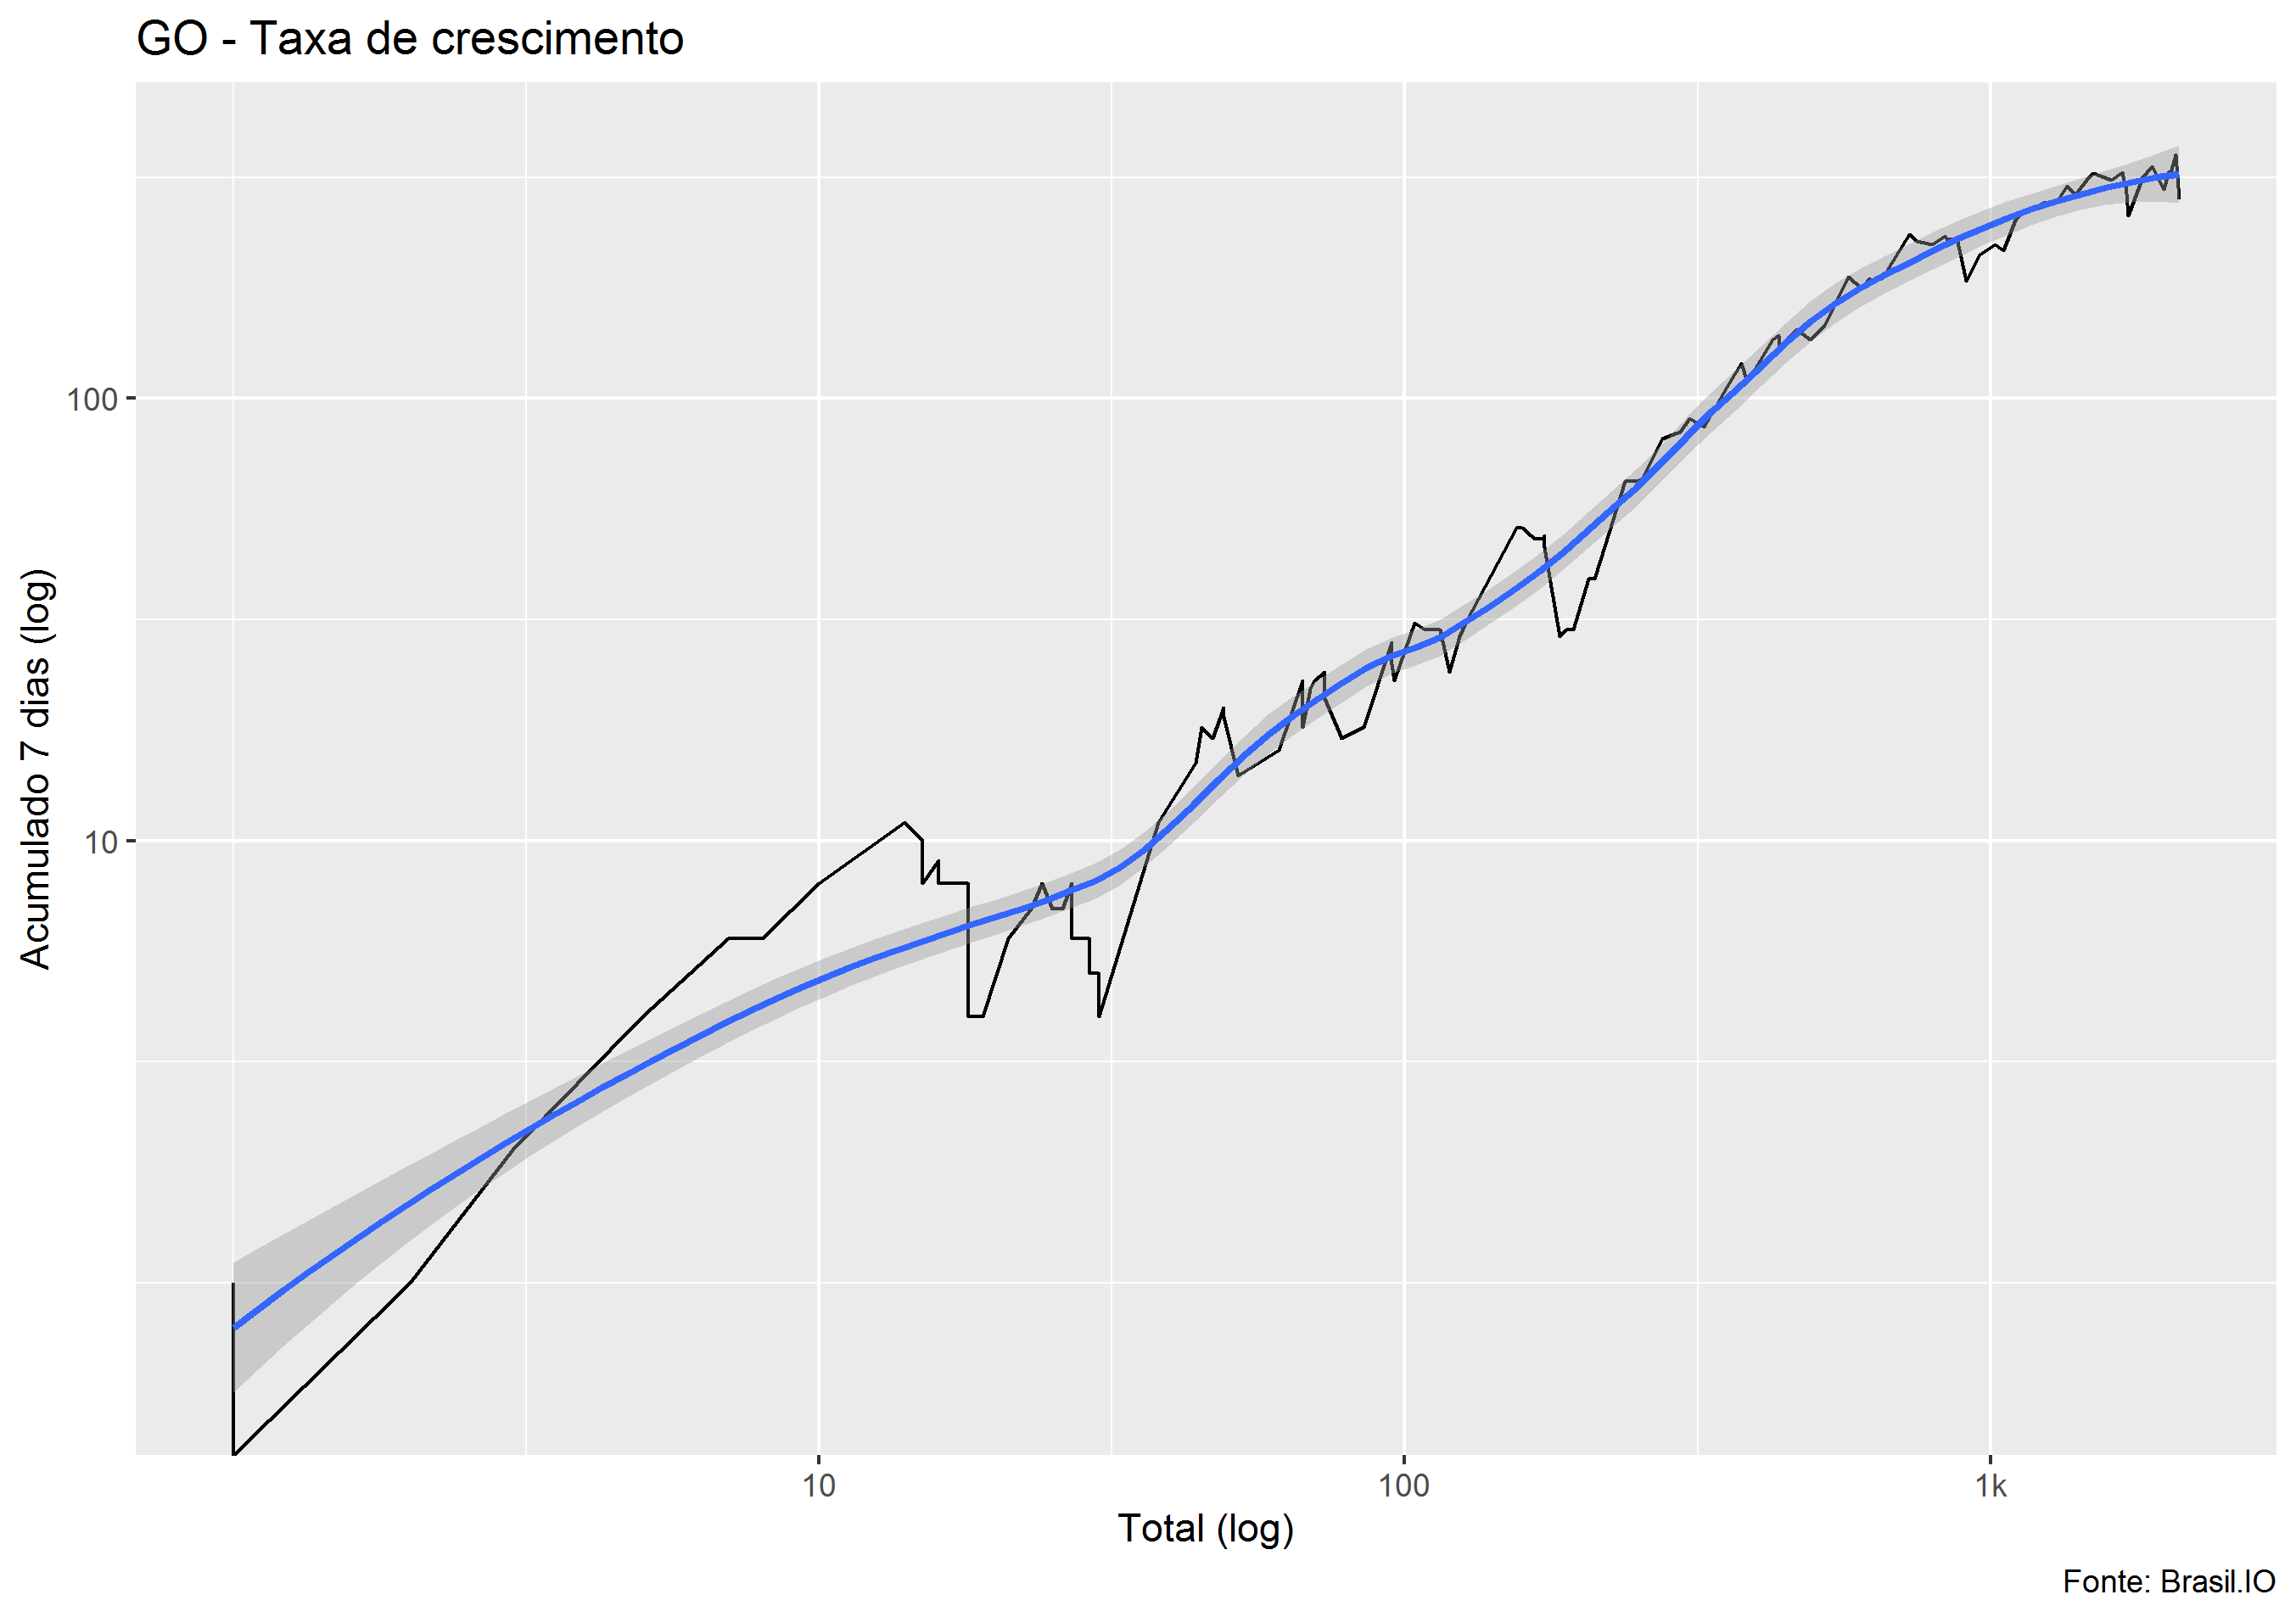 GO - Taxa de crescimento
Acumulado 7 dias (log)
100
10
10
100
1k
Total (log)
Fonte: Brasil.IO